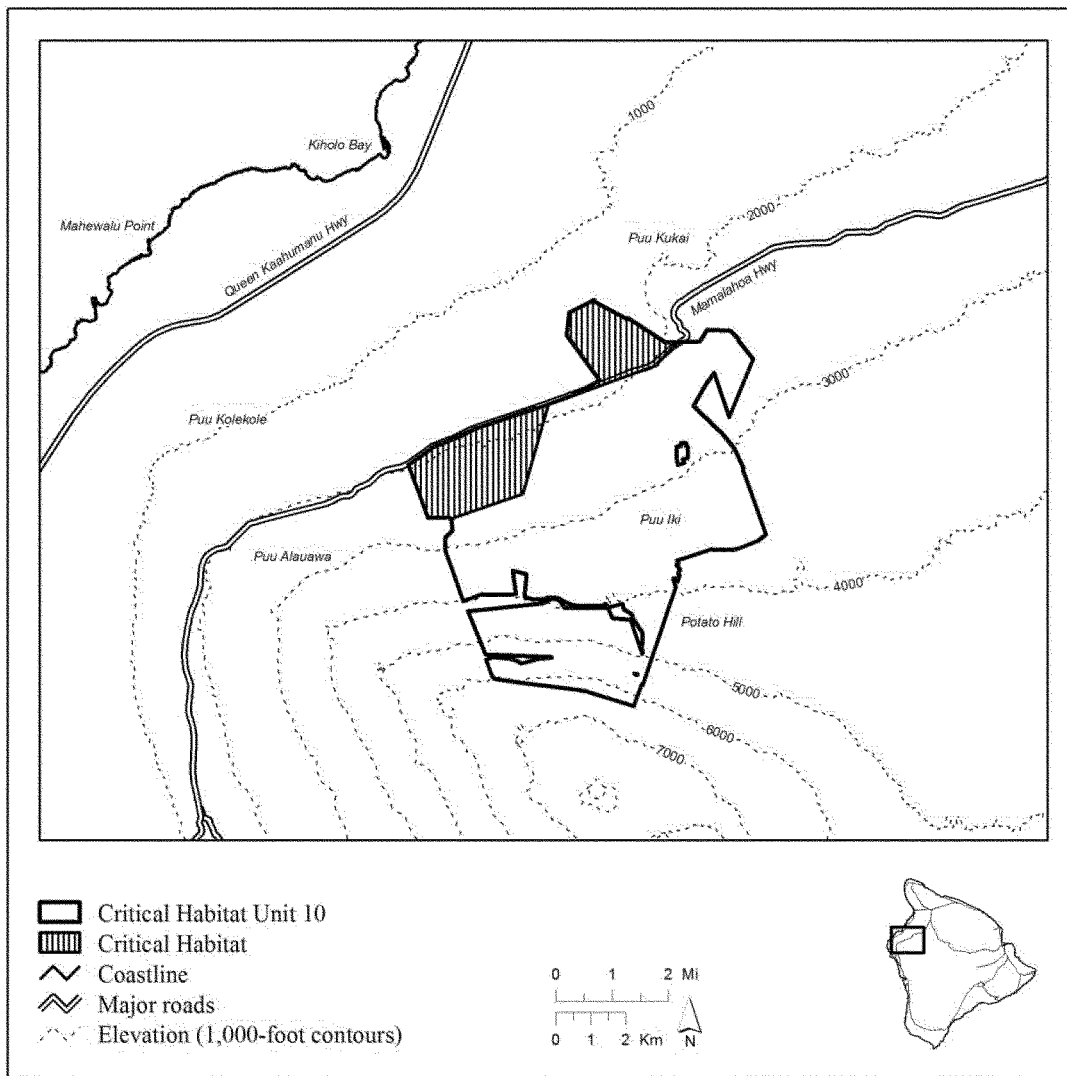 1000
Kiholo Bay
Mahewalu Point
Queen Kaahumanu Hwy
2000
Puu Kukai
Mamalahoa Hwy
3000
Puu Kolekole
Puu Iki
Puu Alauawa
4000
Potato Hill
5000
6000
7000
Critical Habitat Unit 10
Critical Habitat
Coastline
Major roads
Elevation (1,000-foot contours)
0 1 2 Mi
0 1 2 Km
N